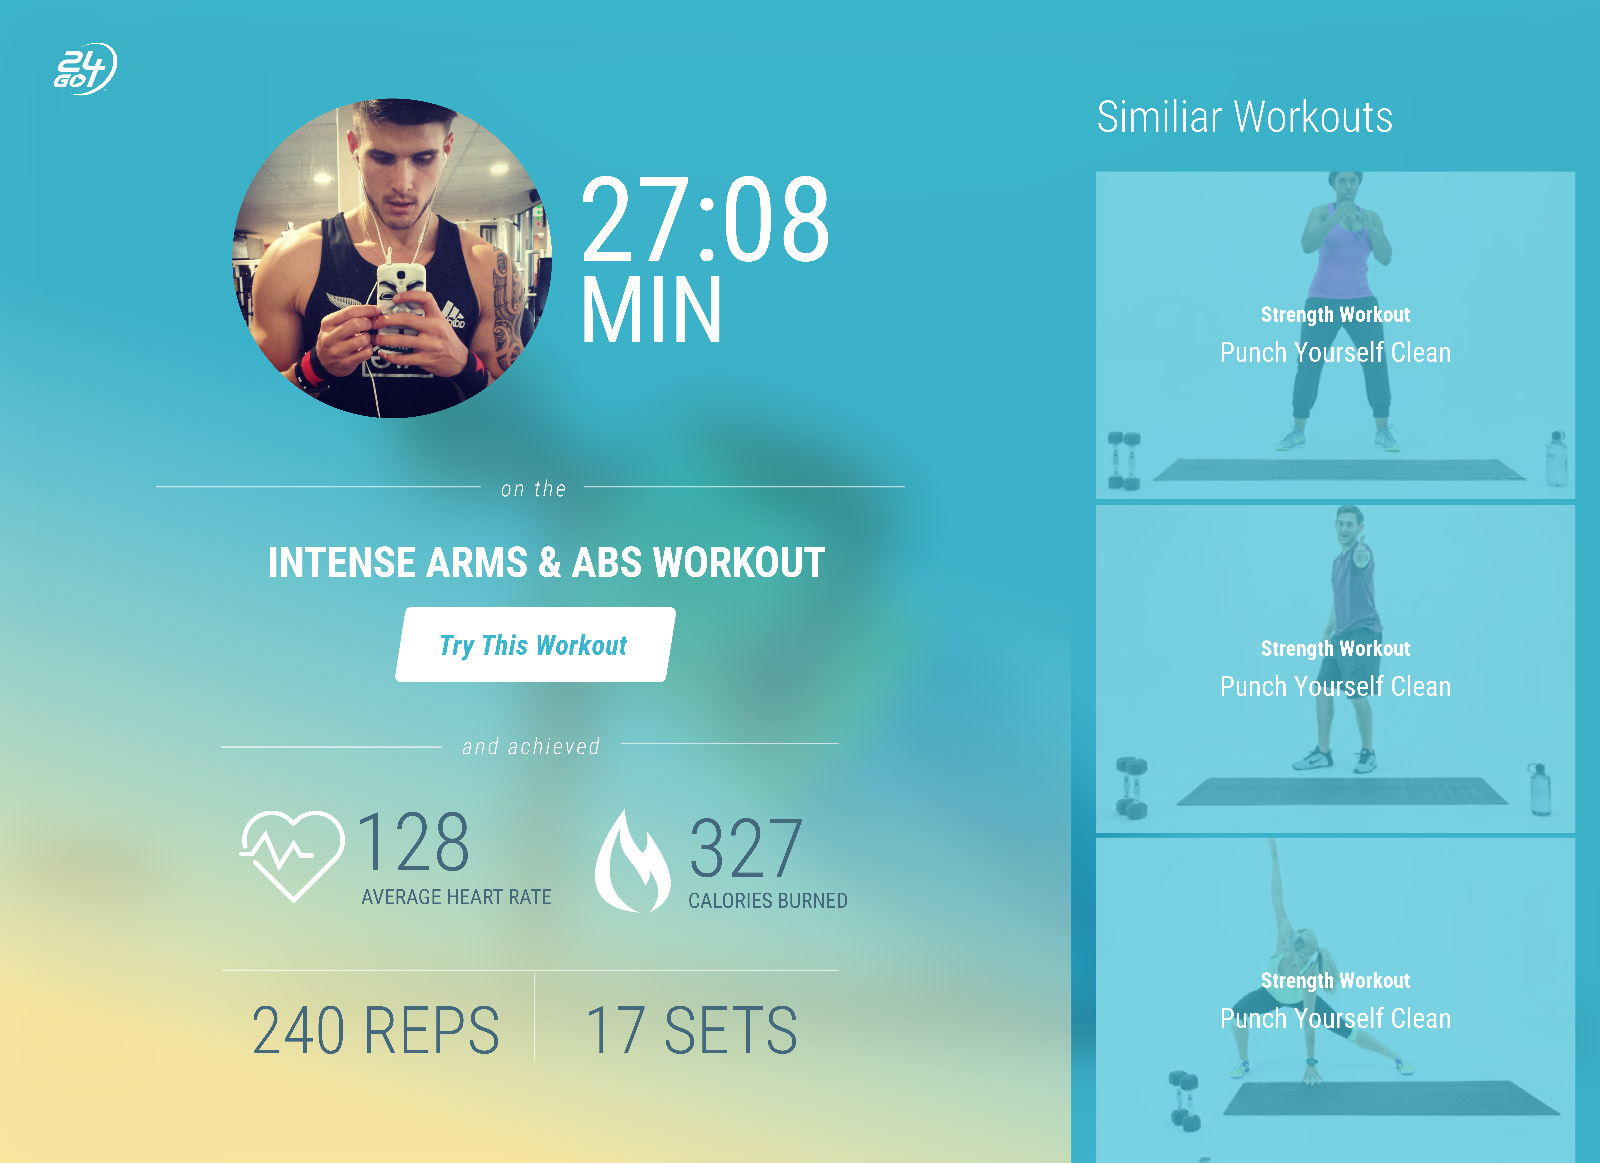 24
GO
27:08
MIN
on the
INTENSE ARMS & ABS WORKOUT
Try This Workout
and achieved
128
AVERAGE HEART RATE
327
CALORIES BURNED
240 REPS
17 SETS
Similiar Workouts
Strength Workout
Punch Yourself Clean
Strength Workout
Punch Yourself Clean
Strength Workout
Punch Yourself Clean